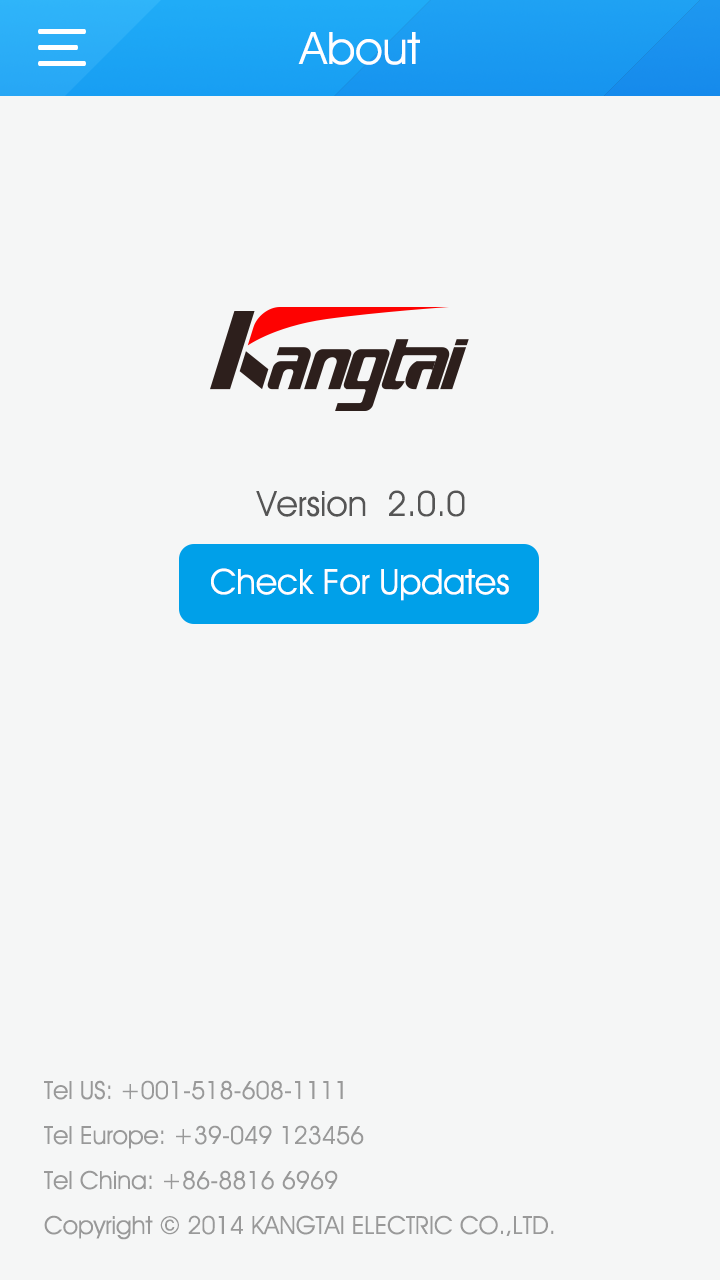 About
Kangtai
Version 2.0.0
Check For Updates
Tel US: +001-518-608-1111
Tel Europe: +39-049 123456
Tel China: +86-8816 6969
Copyright © 2014 KANGTAI ELECTRIC CO.,LTD.